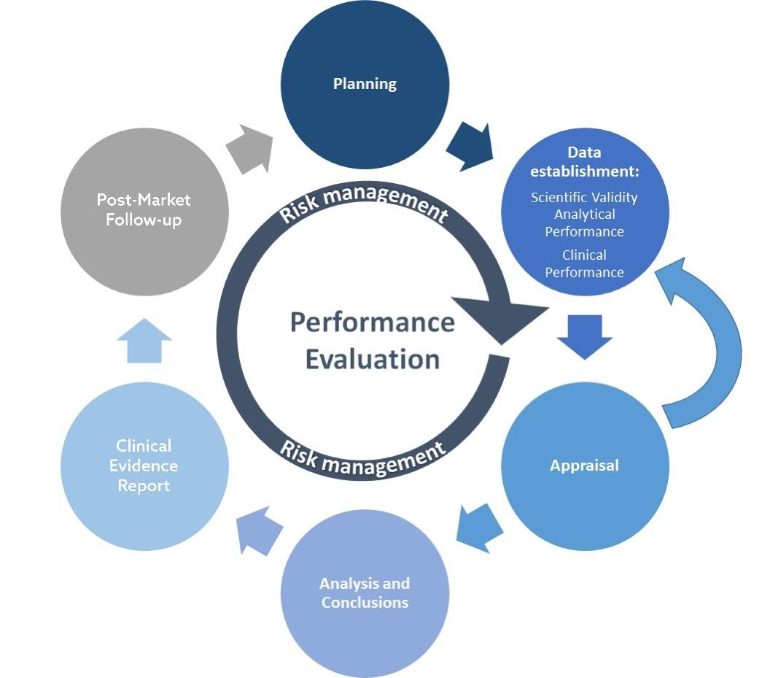 Planning
Data
establishment:
Scientific Validity
Analytical
Performance
Clinical
Performance
Appraisal
Analysis and
Conclusions
Clinical
Evidence
Report
Post-Market
Follow-up
Risk management
Performance
Evaluation
Risk management